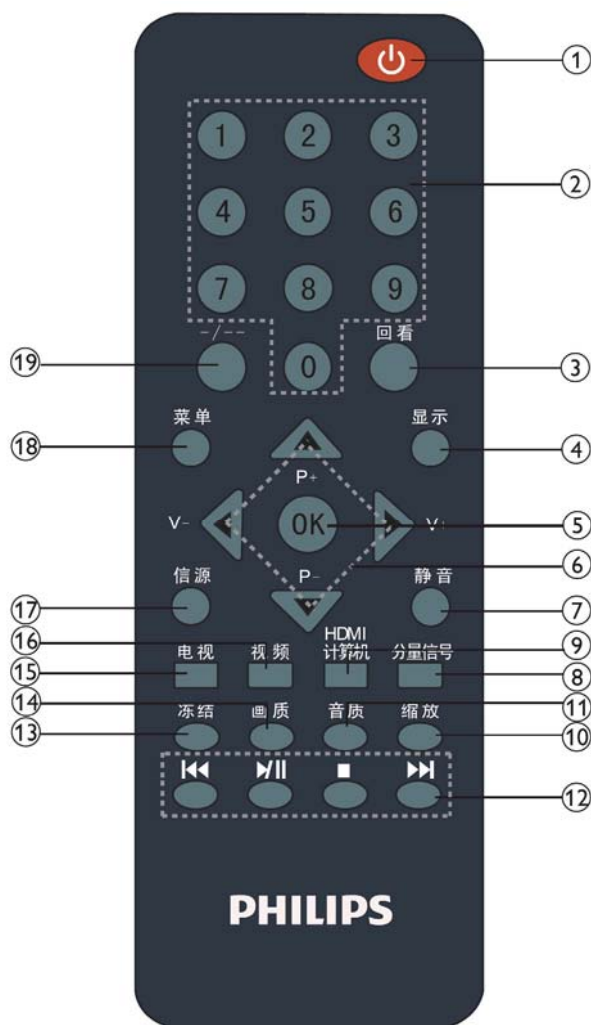 ①
1 2 3
②
4 5 6
7 8 9
-/-- 0 回看
⑲
③
菜单 显示
⑱
④
P+
V- OK V+
⑤
P-
⑥
信源 静音
⑰
⑦
⑯
HDMI
⑨
电视 视频 计算机 分量信号
⑮
⑧
⑭
⑪
冻结 画质 音质 缩放
⑬
⑩
⑫
PHILIPS